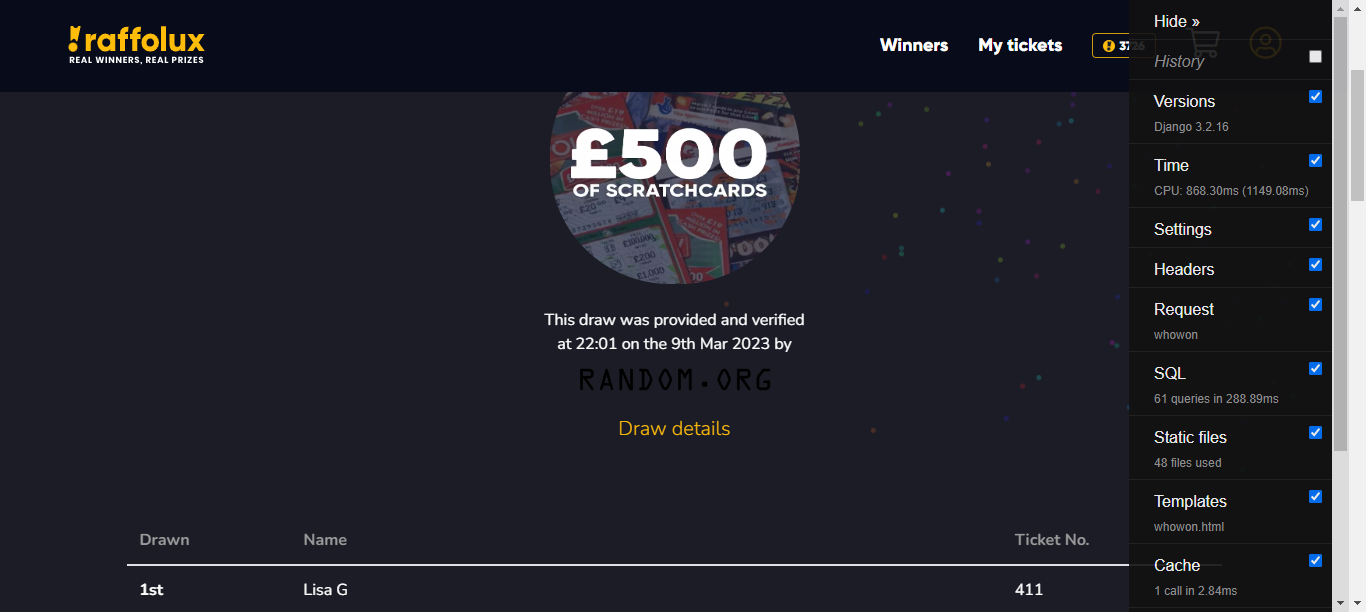 raffolux
REAL WINNERS, REAL PRIZES
Winners
My tickets
3726
£500
OF SCRATCHCARDS
This draw was provided and verified
at 22:01 on the 9th Mar 2023 by
RANDOM.ORG
Draw details
Drawn Name Ticket No.
1st Lisa G 411
Hide »
History
Versions
Django 3.2.16
Time
CPU: 868.30ms (1149.08ms)
Settings
Headers
Request
whowon
SQL
61 queries in 288.89ms
Static files
48 files used
Templates
whowon.html
Cache
1 call in 2.84ms